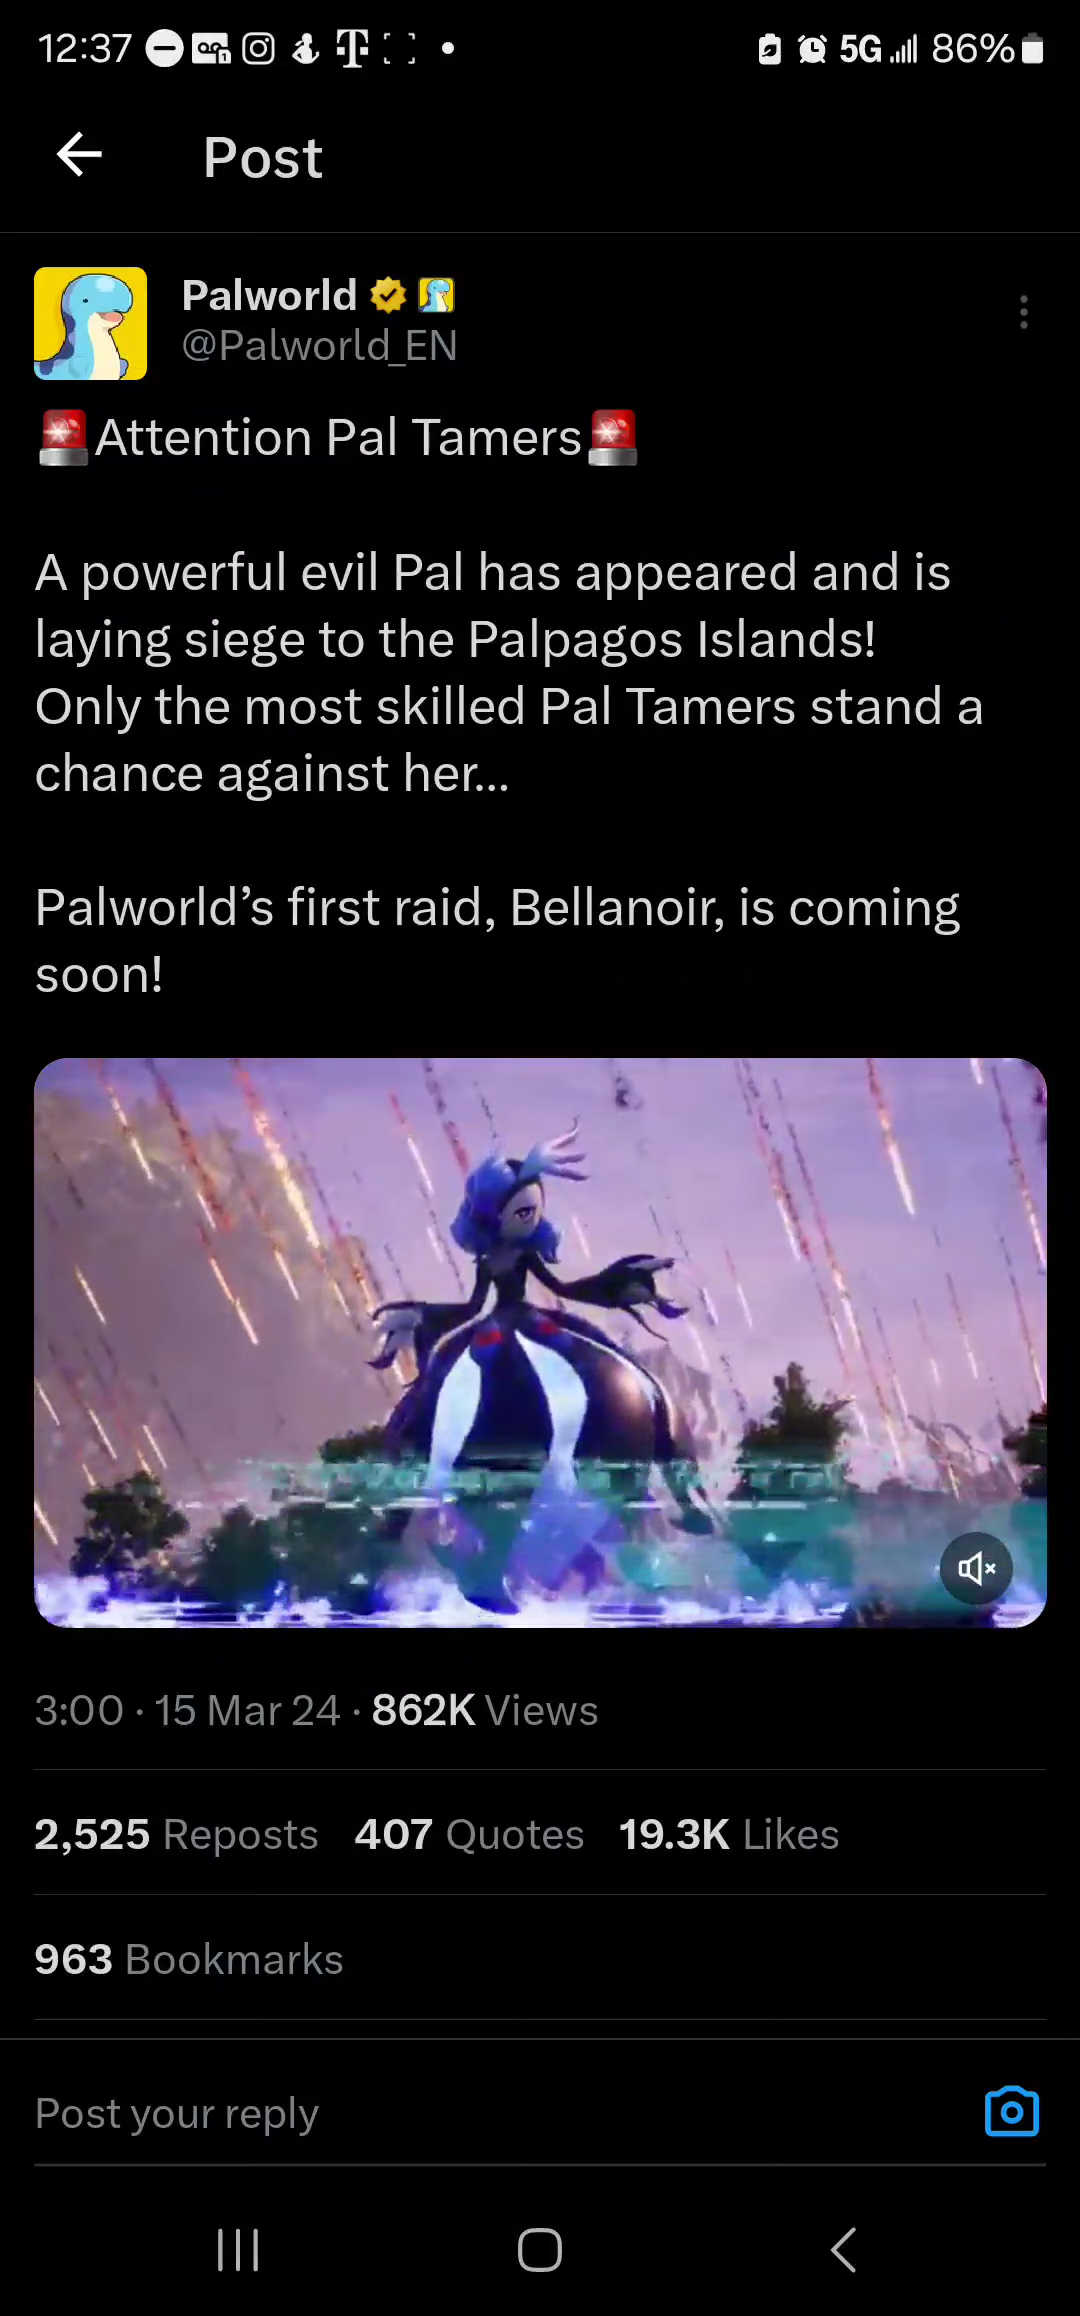 12:37 5G 86%
Post
Palworld
@Palworld_EN
🚨Attention Pal Tamers🚨
A powerful evil Pal has appeared and is
laying siege to the Palpagos Islands!
Only the most skilled Pal Tamers stand a
chance against her...
Palworld’s first raid, Bellanoir, is coming
soon!
3:00 · 15 Mar 24 · 862K Views
2,525 Reposts 407 Quotes 19.3K Likes
963 Bookmarks
Post your reply